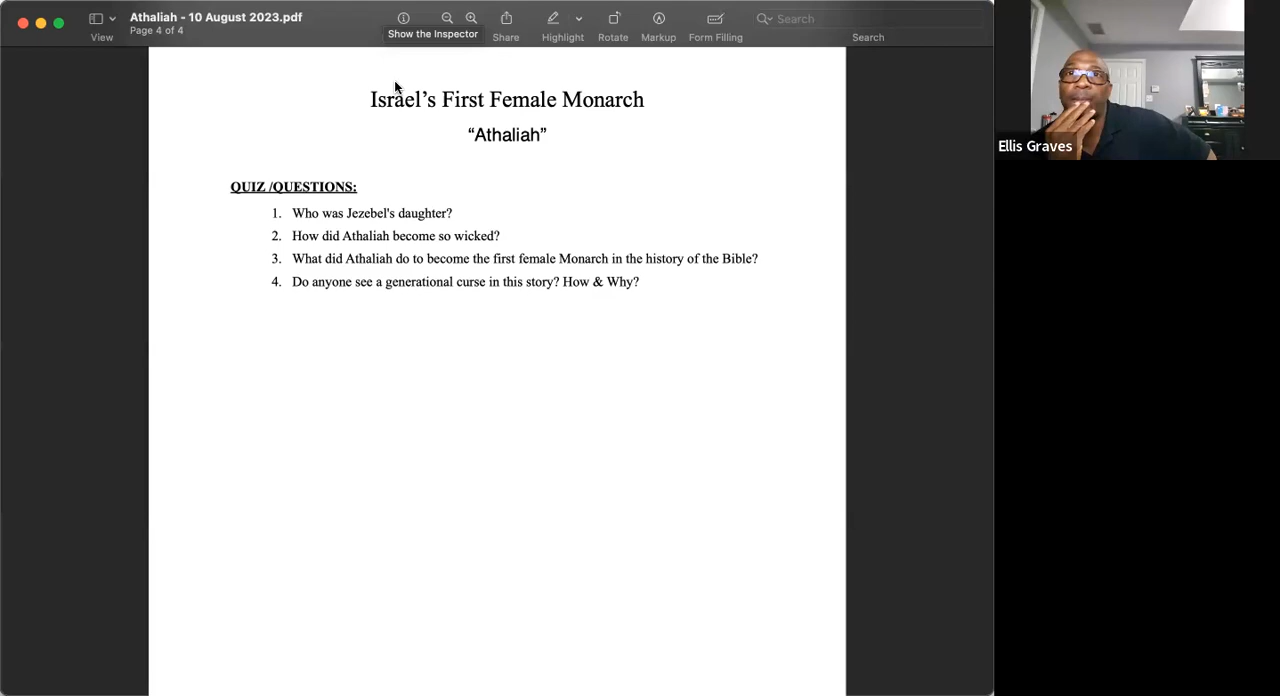 Athaliah - 10 August 2023.pdf
Page 4 of 4
View
Show the Inspector
Share
Highlight
Rotate
Markup
Form Filling
Search
Search
Israel’s First Female Monarch
“Athaliah”
QUIZ /QUESTIONS:
1. Who was Jezebel's daughter?
2. How did Athaliah become so wicked?
3. What did Athaliah do to become the first female Monarch in the history of the Bible?
4. Do anyone see a generational curse in this story? How & Why?
Ellis Graves